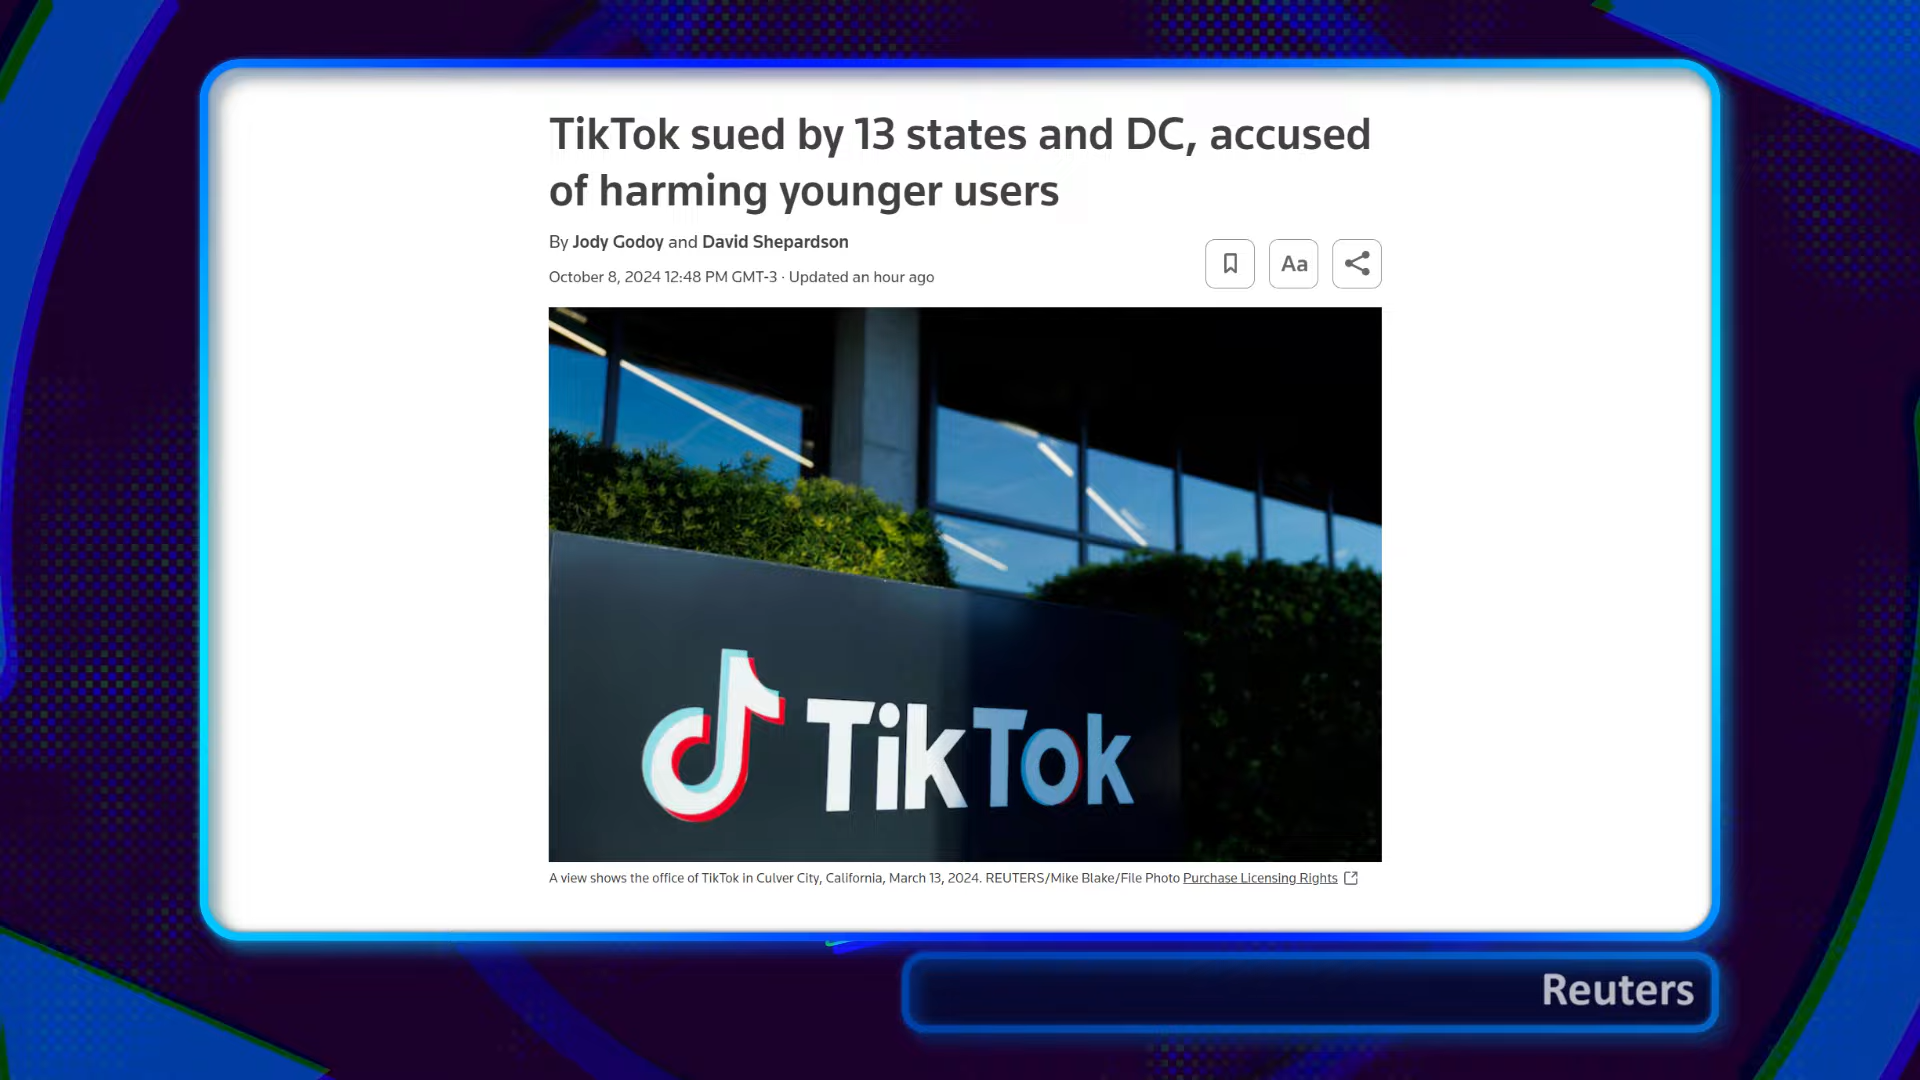 TikTok sued by 13 states and DC, accused
of harming younger users
By Jody Godoy and David Shepardson
October 8, 2024 12:48 PM GMT-3 · Updated an hour ago
Aa
TikTok
A view shows the office of TikTok in Culver City, California, March 13, 2024. REUTERS/Mike Blake/File Photo Purchase Licensing Rights
Reuters